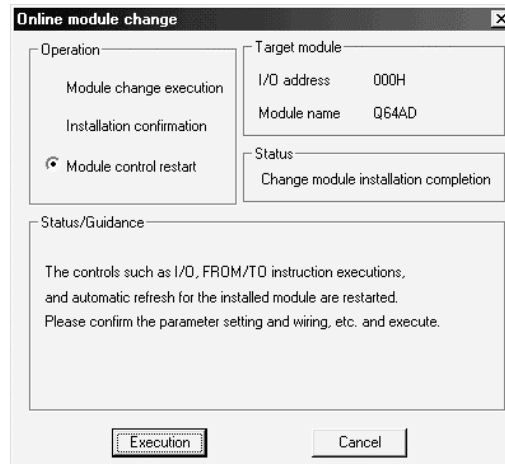 Online module change
Operation
Module change execution
Installation confirmation
Module control restart
Target module
I/O address 000H
Module name Q64AD
Status
Change module installation completion
Status/Guidance
The controls such as I/O, FROM/TO instruction executions,
and automatic refresh for the installed module are restarted.
Please confirm the parameter setting and wiring, etc. and execute.
Execution Cancel